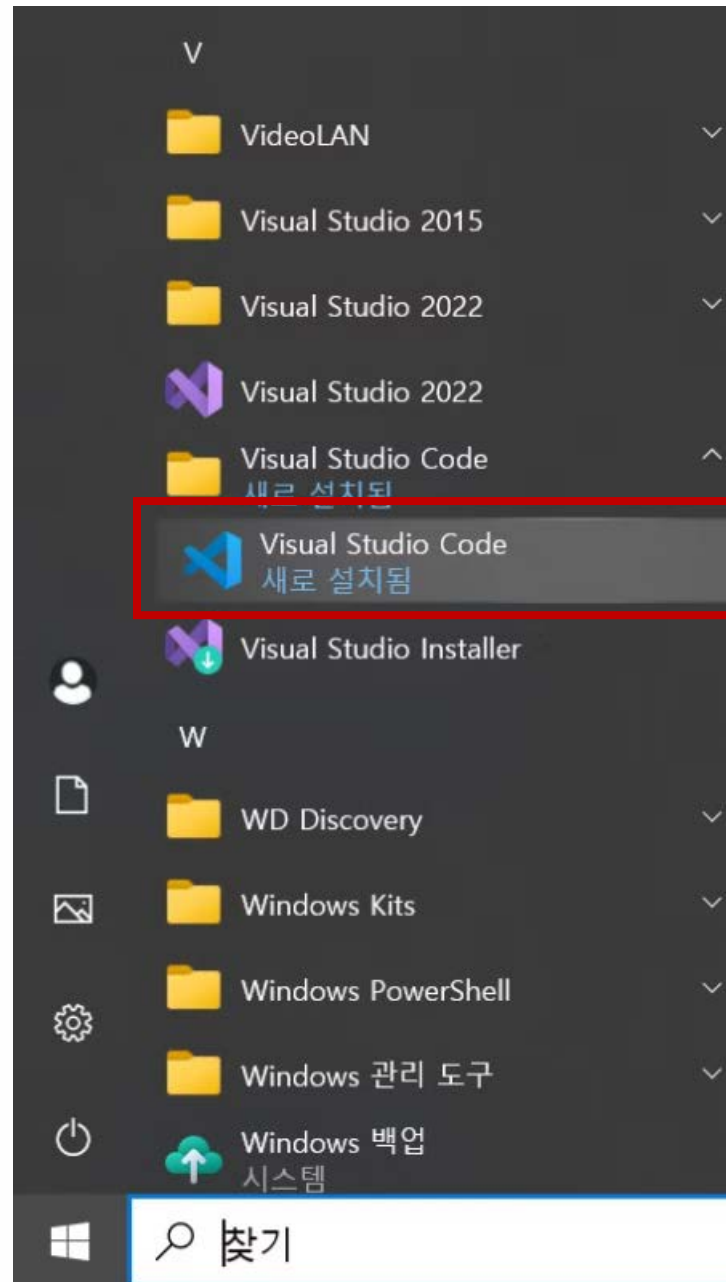 V
VideoLAN
Visual Studio 2015
Visual Studio 2022
Visual Studio 2022
Visual Studio Code
새로 설치됨
Visual Studio Code
새로 설치됨
Visual Studio Installer
W
WD Discovery
Windows Kits
Windows PowerShell
Windows 관리 도구
Windows 백업
시스템
찾기